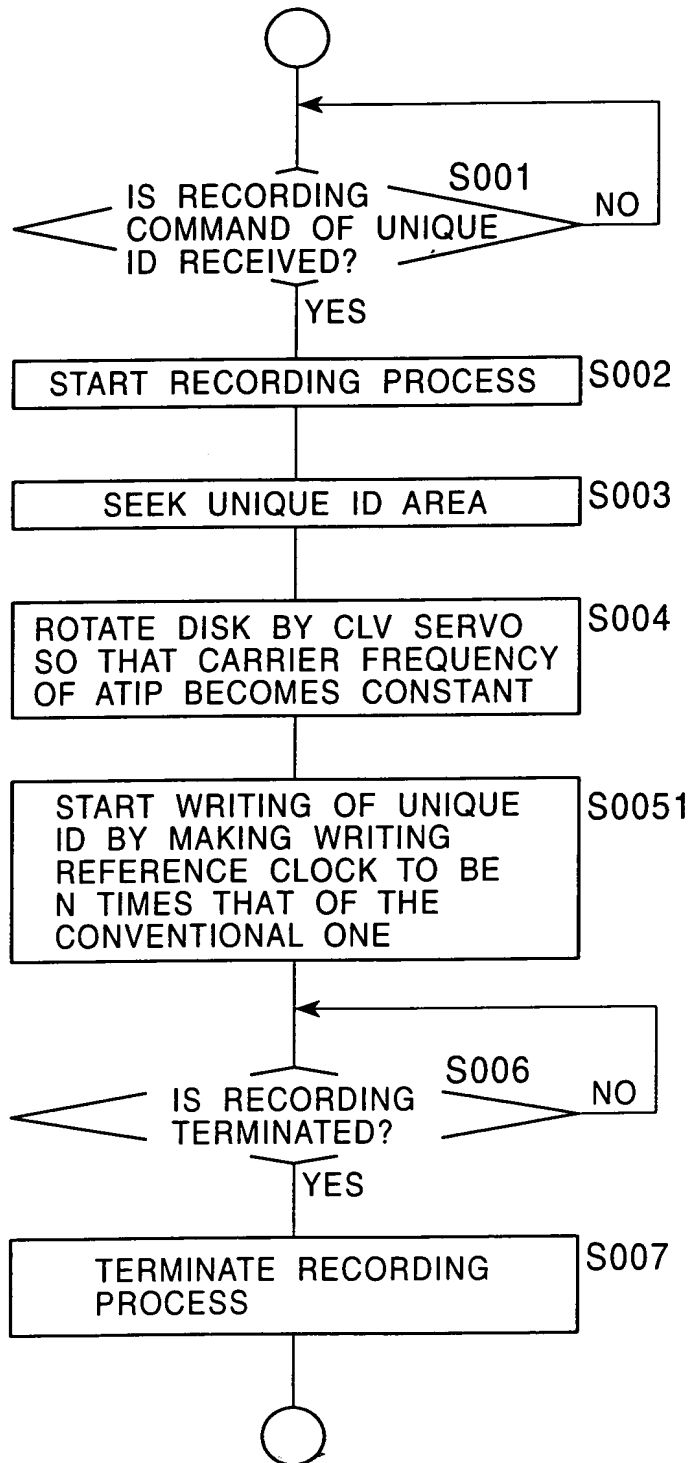 S001
IS RECORDING
COMMAND OF UNIQUE
ID RECEIVED?
NO
YES
START RECORDING PROCESS
S002
SEEK UNIQUE ID AREA
S003
ROTATE DISK BY CLV SERVO
SO THAT CARRIER FREQUENCY
OF ATIP BECOMES CONSTANT
S004
START WRITING OF UNIQUE
ID BY MAKING WRITING
REFERENCE CLOCK TO BE
N TIMES THAT OF THE
CONVENTIONAL ONE
S0051
S006
IS RECORDING
TERMINATED?
NO
YES
TERMINATE RECORDING
PROCESS
S007